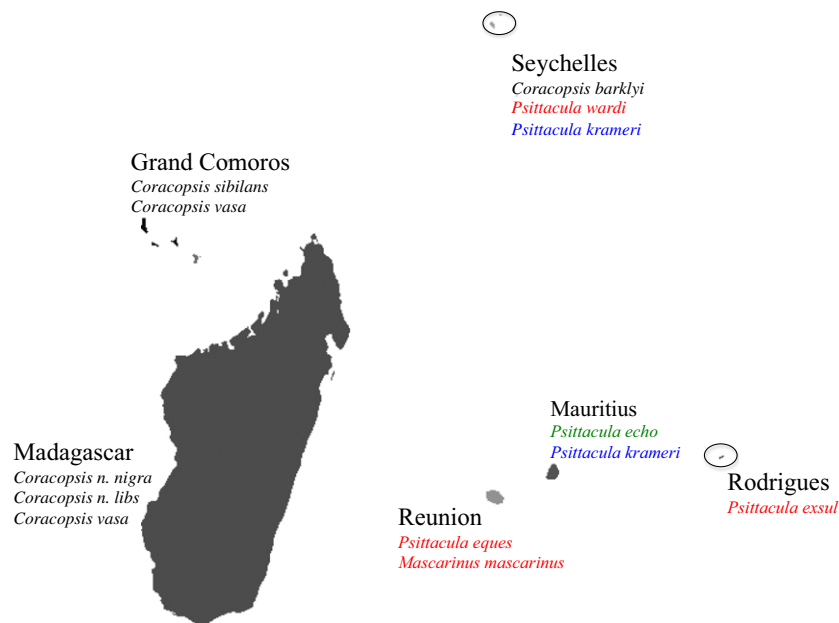 Seychelles
Coracopsis barklyi
Psittacula wardi
Psittacula krameri
Grand Comoros
Coracopsis sibilans
Coracopsis vasa
Madagascar
Coracopsis n. nigra
Coracopsis n. libs
Coracopsis vasa
Mauritius
Psittacula echo
Psittacula krameri
Reunion
Psittacula eques
Mascarinus mascarinus
Rodrigues
Psittacula exsul